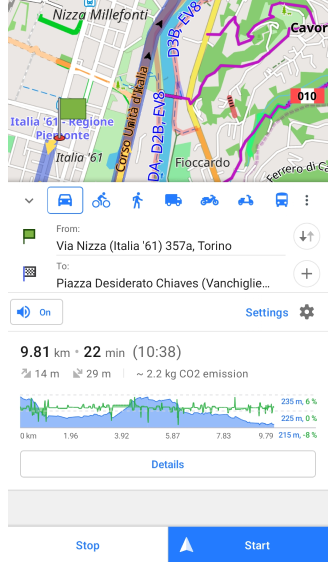 Nizza Millefonti
D3B, EV8
Cavor
010
Italia '61 - Regione
Piemonte
Italia '61
Corso Unità d'Italia
DA, D2B, EV8
Fioccardo
Ferrero di Ca
From:
Via Nizza (Italia '61) 357a, Torino
To:
Piazza Desiderato Chiaves (Vanchiglie...
On
Settings
9.81 km • 22 min (10:38)
14 m
29 m
~ 2.2 kg CO2 emission
235 m, 6 %
225 m, 0 %
215 m, -8 %
0 km
1.96
3.92
5.87
7.83
9.79
Details
Stop
Start